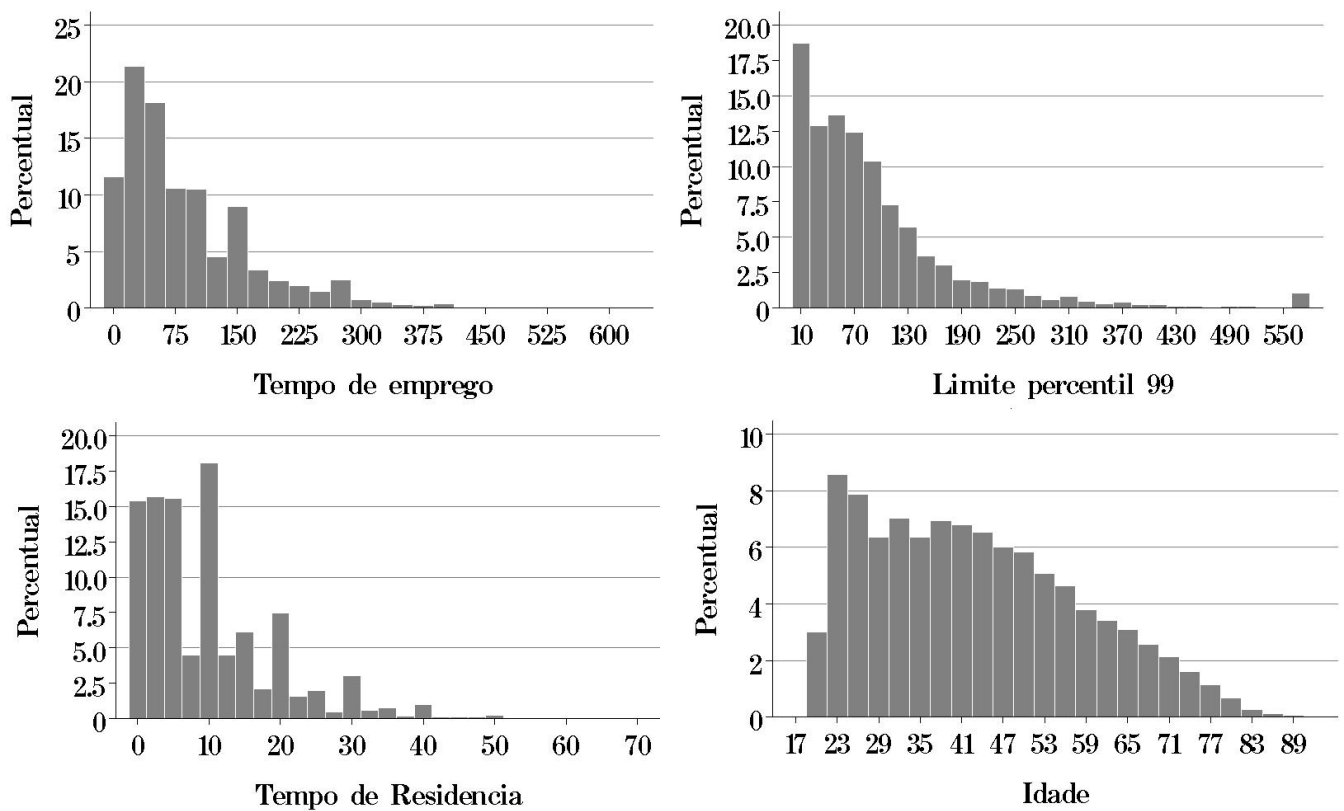 25
20
15
10
5
0
Percentual
0 75 150 225 300 375 450 525 600
Tempo de emprego
20.0
17.5
15.0
12.5
10.0
7.5
5.0
2.5
0
Percentual
10 70 130 190 250 310 370 430 490 550
Limite percentil 99
20.0
17.5
15.0
12.5
10.0
7.5
5.0
2.5
0
Percentual
0 10 20 30 40 50 60 70
Tempo de Residencia
10
8
6
4
2
0
Percentual
17 23 29 35 41 47 53 59 65 71 77 83 89
Idade